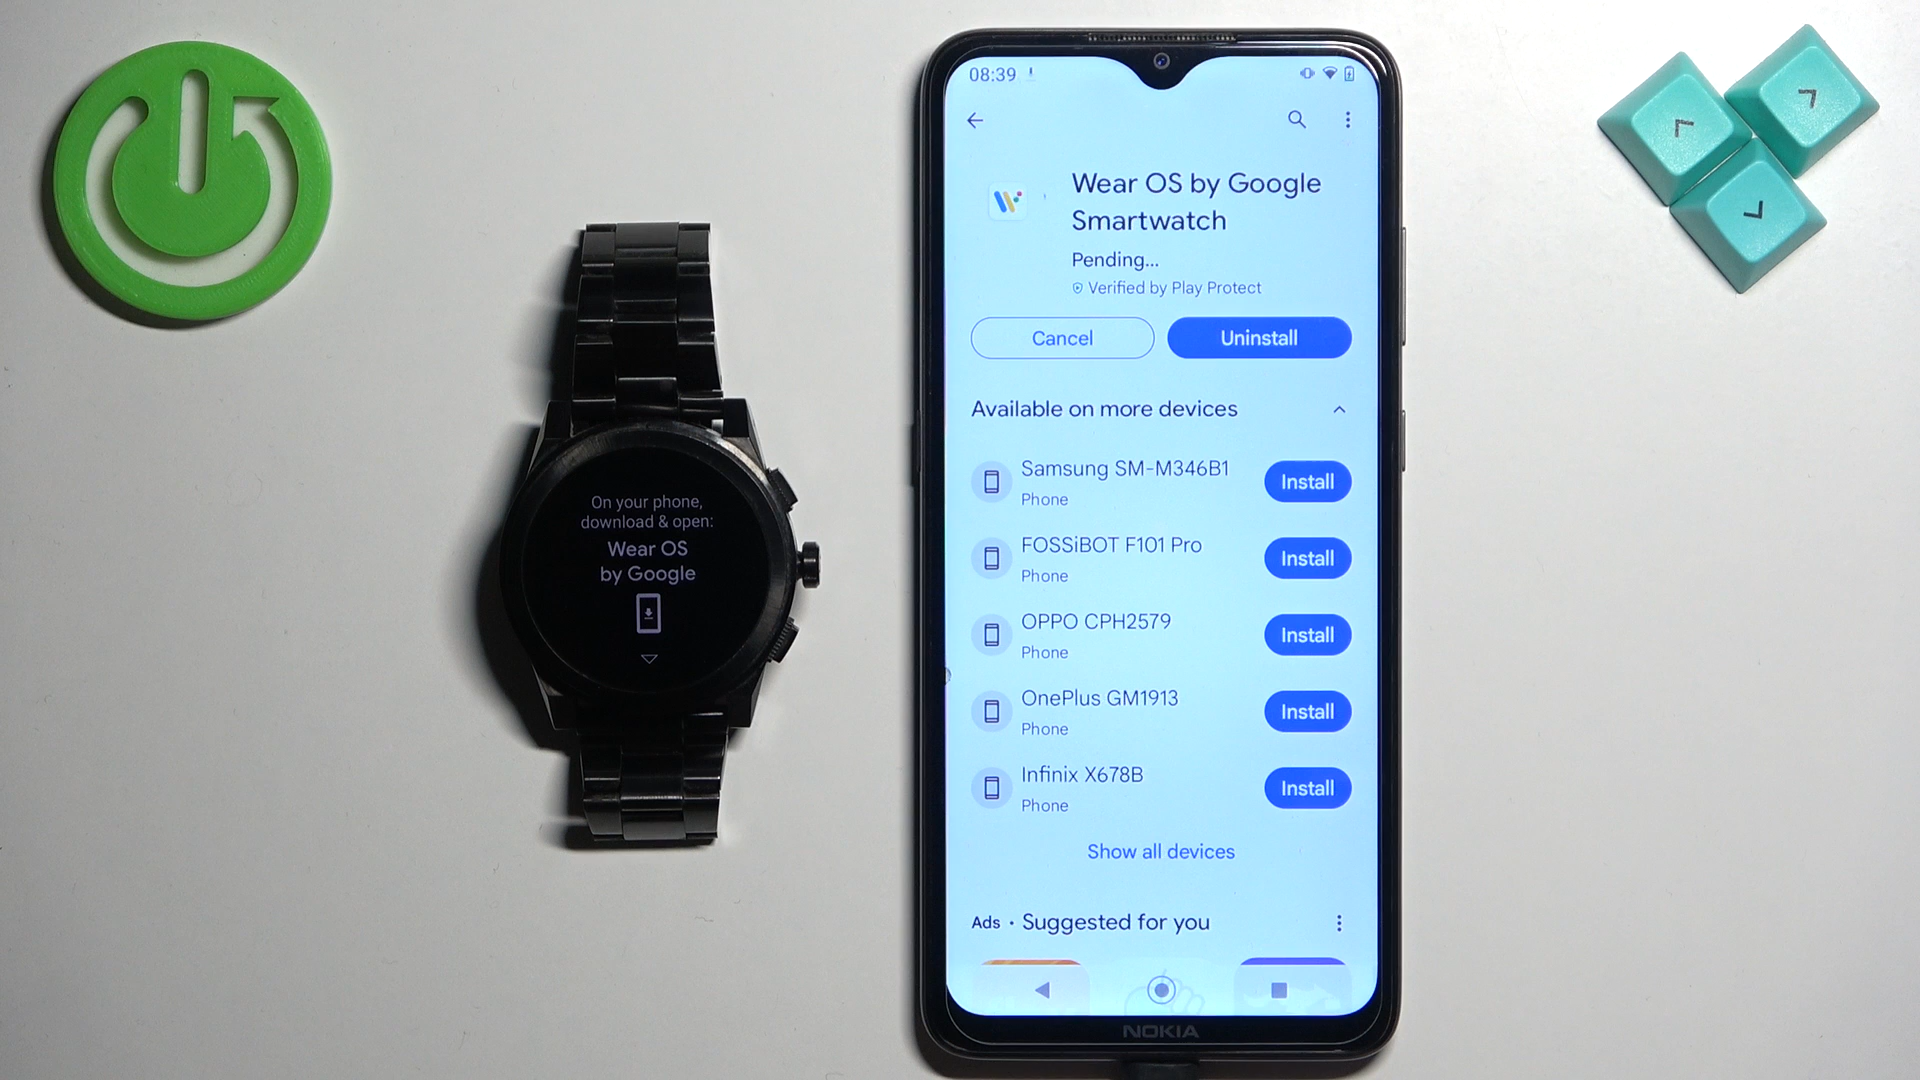 On your phone,
download & open:
Wear OS
by Google
08:39
Wear OS by Google
Smartwatch
Pending...
Verified by Play Protect
Cancel
Uninstall
Available on more devices
Samsung SM-M346B1
Phone
Install
FOSSiBOT F101 Pro
Phone
Install
OPPO CPH2579
Phone
Install
OnePlus GM1913
Phone
Install
Infinix X678B
Phone
Install
Show all devices
Ads • Suggested for you
NOKIA